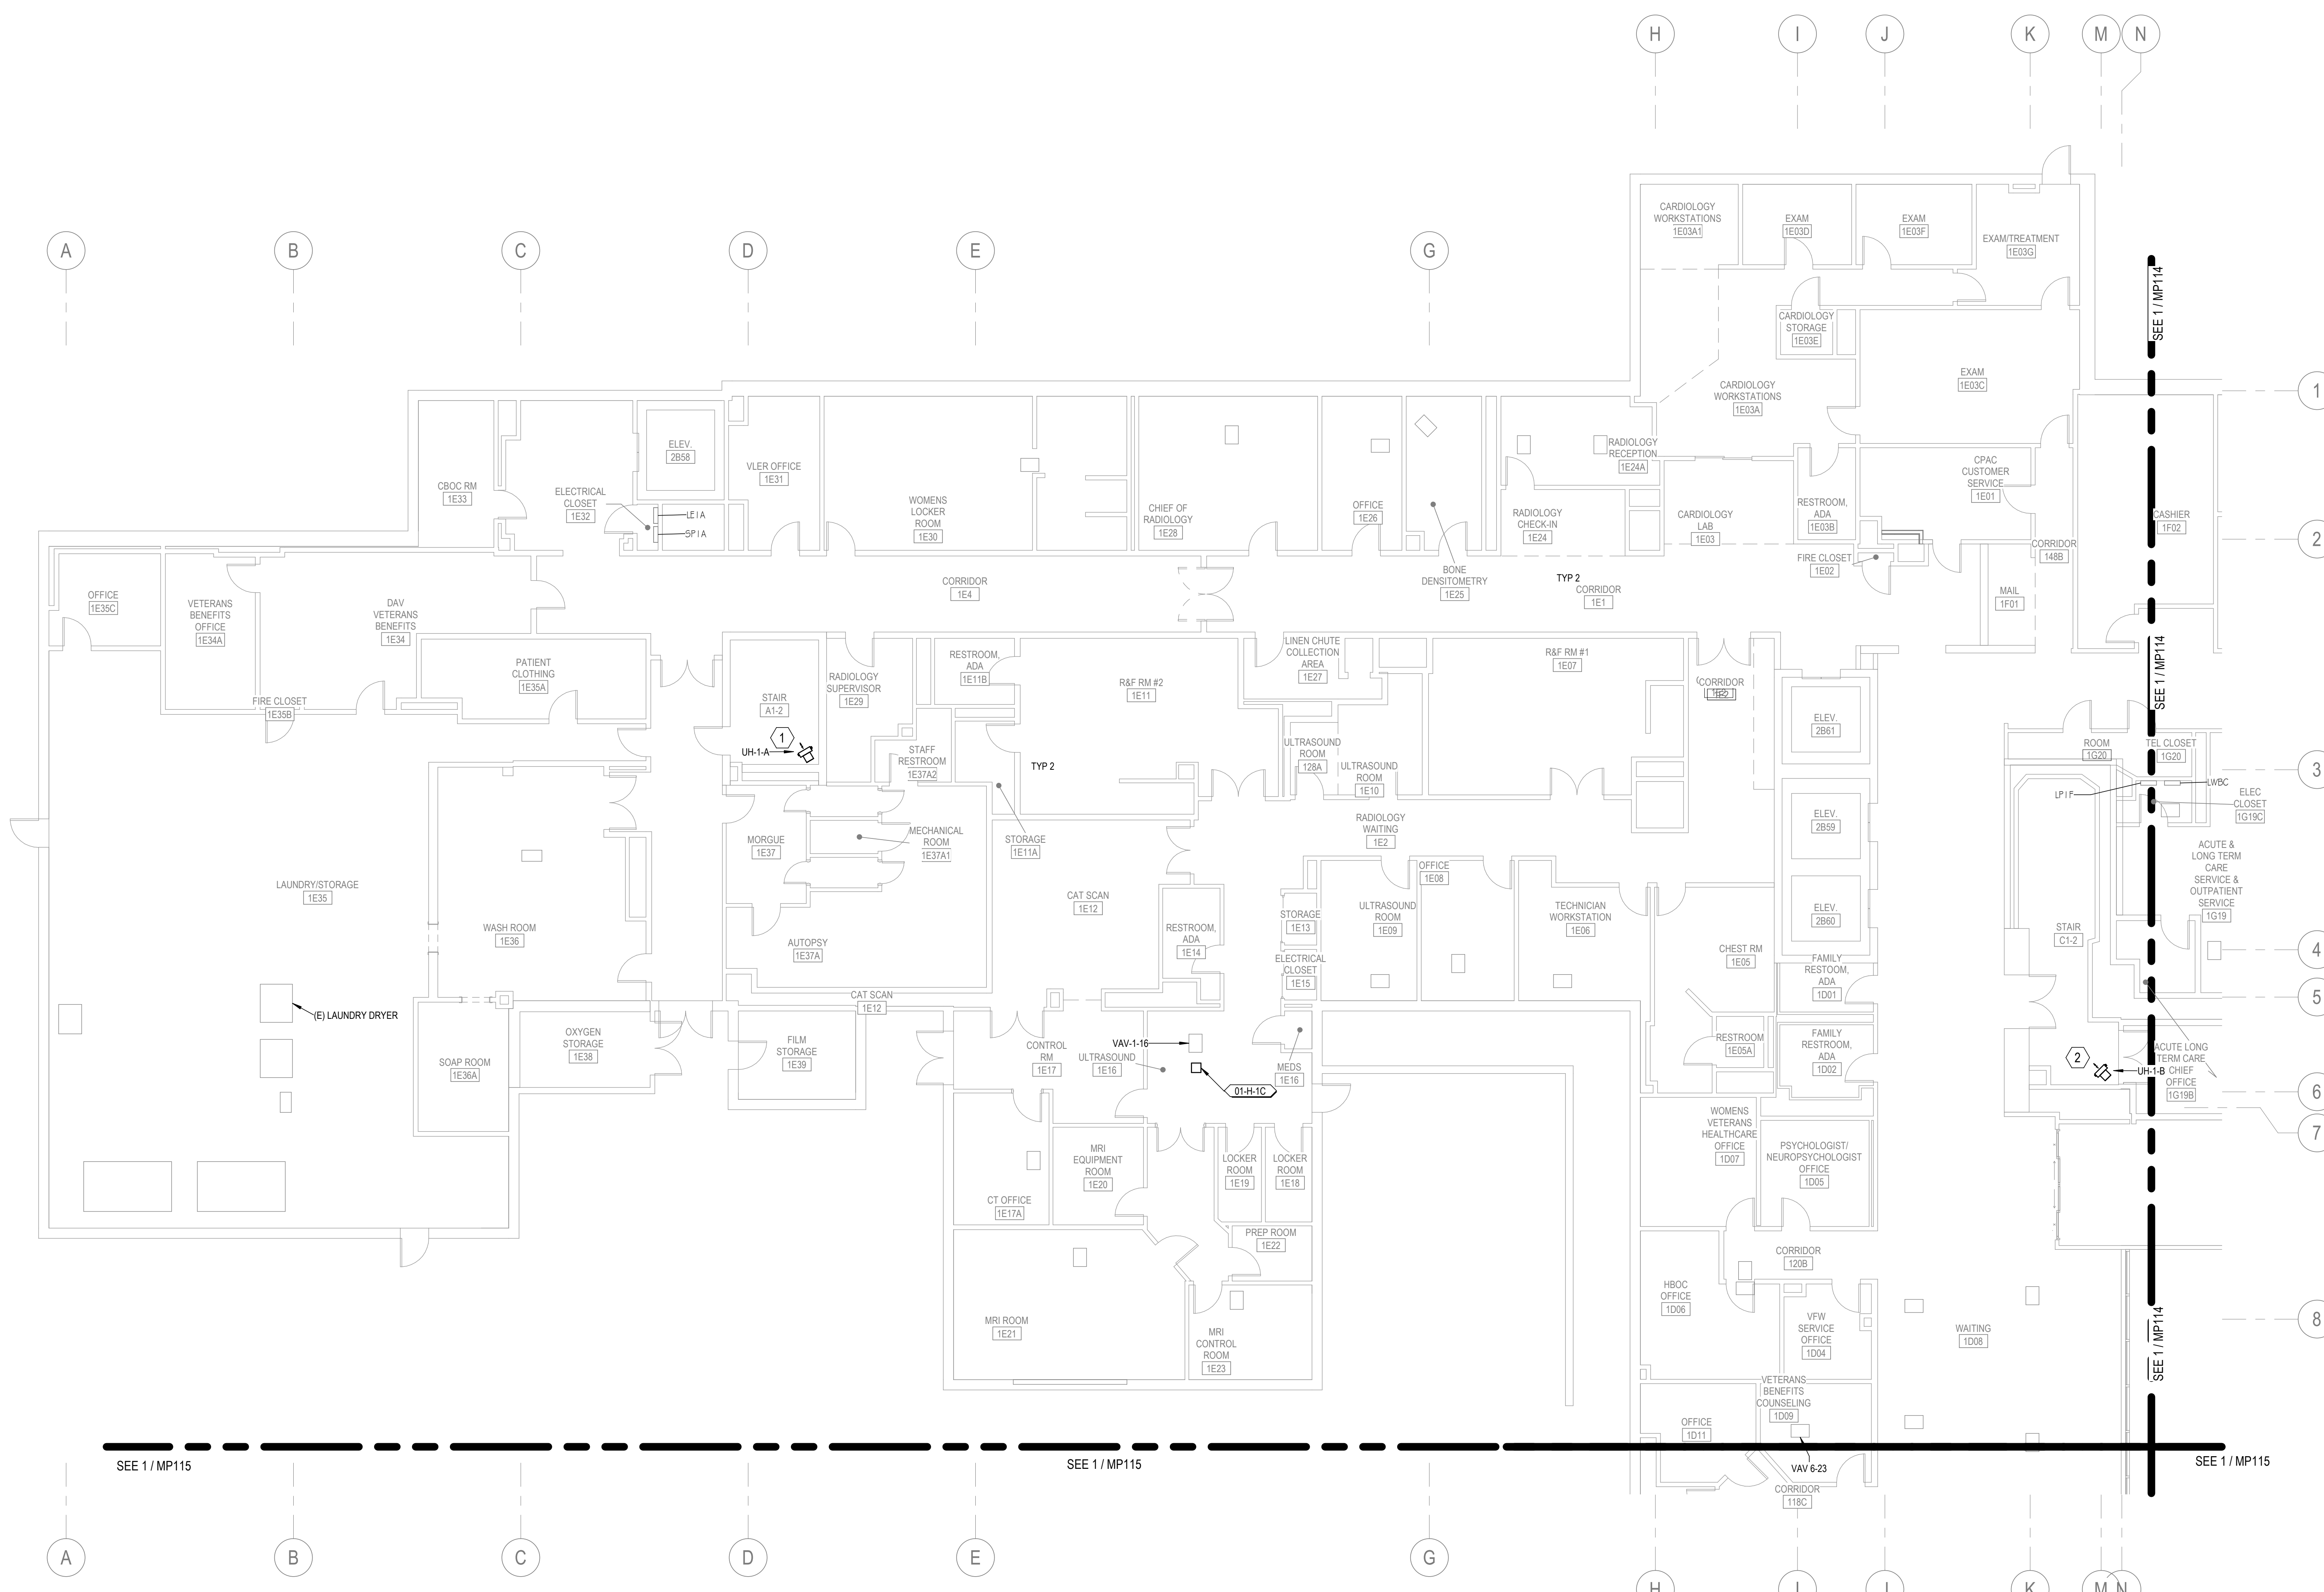 H
I
J
K
M
N
A
B
C
D
E
G
CARDIOLOGY
WORKSTATIONS
1E03A1
EXAM
1E03D
EXAM
1E03F
EXAM/TREATMENT
1E03G
SEE 1 / MP114
CARDIOLOGY
STORAGE
1E03E
EXAM
1E03C
CARDIOLOGY
WORKSTATIONS
1E03A
1
ELEV.
2B58
VLER OFFICE
1E31
CBOC RM
1E33
ELECTRICAL
CLOSET
1E32
LE1A
SP1A
WOMENS
LOCKER
ROOM
1E30
CHIEF OF
RADIOLOGY
1E28
OFFICE
1E26
RADIOLOGY
RECEPTION
1E24A
RADIOLOGY
CHECK-IN
1E24
CARDIOLOGY
LAB
1E03
RESTROOM,
ADA
1E03B
CPAC
CUSTOMER
SERVICE
1E01
CASHIER
1F02
2
CORRIDOR
148B
FIRE CLOSET
1E02
BONE
DENSITOMETRY
1E25
TYP 2
CORRIDOR
1E1
CORRIDOR
1E4
MAIL
1F01
OFFICE
1E35C
VETERANS
BENEFITS
OFFICE
1E34A
DAV
VETERANS
BENEFITS
1E34
PATIENT
CLOTHING
1E35A
FIRE CLOSET
1E35B
STAIR
A1-2
RADIOLOGY
SUPERVISOR
1E29
RESTROOM,
ADA
1E11B
R&F RM #2
1E11
LINEN CHUTE
COLLECTION
AREA
1E27
R&F RM #1
1E07
CORRIDOR
SEE 1 / MP114
ELEV.
2B61
1
UH-1-A
STAFF
RESTROOM
1E37A2
TYP 2
ULTRASOUND
ROOM
128A
ULTRASOUND
ROOM
1E10
ROOM
1G20
TEL CLOSET
1G20
3
LWBC
LP1F
ELEC
CLOSET
1G19C
MORGUE
1E37
MECHANICAL
ROOM
1E37A1
STORAGE
1E11A
RADIOLOGY
WAITING
1E2
ELEV.
2B59
ACUTE &
LONG TERM
CARE
SERVICE &
OUTPATIENT
SERVICE
1G19
LAUNDRY/STORAGE
1E35
WASH ROOM
1E36
AUTOPSY
1E37A
CAT SCAN
1E12
RESTROOM,
ADA
1E14
STORAGE
1E13
ELECTRICAL
CLOSET
1E15
ULTRASOUND
ROOM
1E09
OFFICE
1E08
TECHNICIAN
WORKSTATION
1E06
CHEST RM
1E05
ELEV.
2B60
STAIR
C1-2
4
FAMILY
RESTOOM,
ADA
1D01
5
(E) LAUNDRY DRYER
CAT SCAN
1E12
OXYGEN
STORAGE
1E38
SOAP ROOM
1E36A
FILM
STORAGE
1E39
CONTROL
RM
1E17
VAV-1-16
ULTRASOUND
1E16
01-H-1C
MEDS
1E16
RESTROOM
1E05A
FAMILY
RESTROOM,
ADA
1D02
2
UH-1-B
ACUTE LONG
TERM CARE
CHIEF
OFFICE
1G19B
6
7
WOMENS
VETERANS
HEALTHCARE
OFFICE
1D07
PSYCHOLOGIST/
NEUROPSYCHOLOGIST
OFFICE
1D05
MRI
EQUIPMENT
ROOM
1E20
LOCKER
ROOM
1E19
LOCKER
ROOM
1E18
CT OFFICE
1E17A
PREP ROOM
1E22
CORRIDOR
120B
HBOC
OFFICE
1D06
MRI ROOM
1E21
MRI
CONTROL
ROOM
1E23
VFW
SERVICE
OFFICE
1D04
WAITING
1D08
8
SEE 1 / MP114
VETERANS
BENEFITS
COUNSELING
1D09
OFFICE
1D11
SEE 1 / MP115
SEE 1 / MP115
VAV 6-23
SEE 1 / MP115
CORRIDOR
118C
A
B
C
D
E
G
H
I
J
K
M
N